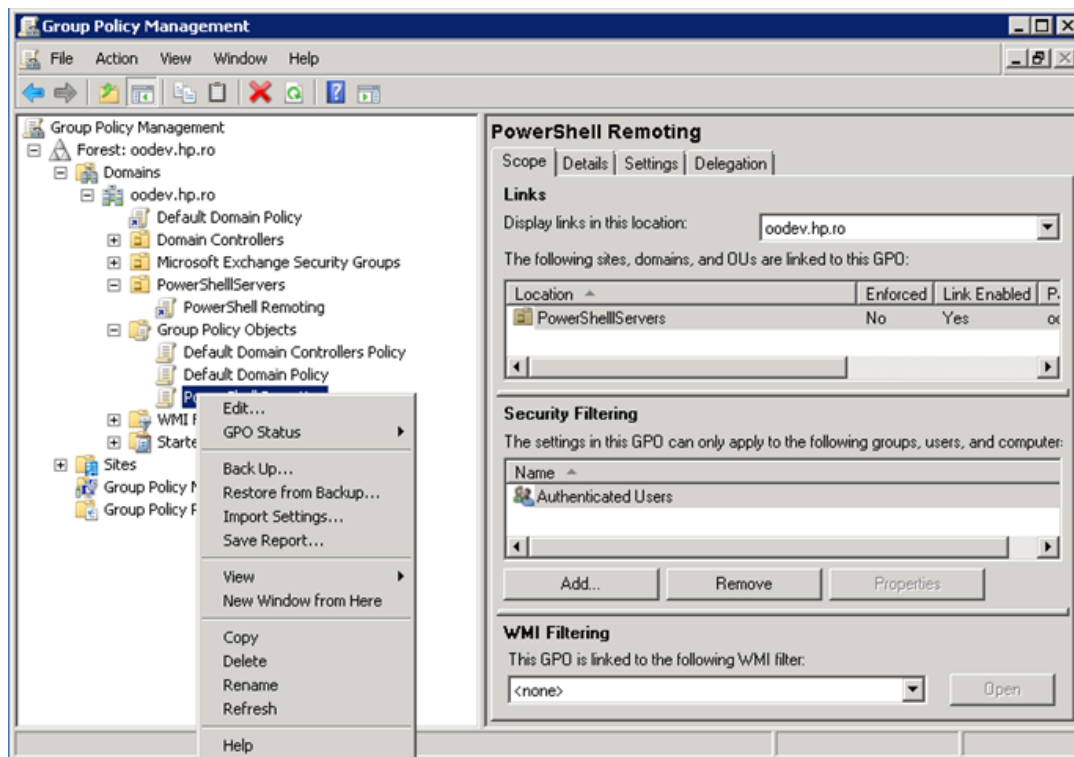 Group Policy Management
File Action View Window Help
Group Policy Management
Forest: oodev.hp.ro
Domains
oodev.hp.ro
Default Domain Policy
Domain Controllers
Microsoft Exchange Security Groups
PowerShellServers
PowerShell Remoting
Group Policy Objects
Default Domain Controllers Policy
Default Domain Policy
WMI
Starte
Sites
Group Policy
Group Policy
Edit...
GPO Status
Back Up...
Restore from Backup...
Import Settings...
Save Report...
View
New Window from Here
Copy
Delete
Rename
Refresh
Help
PowerShell Remoting
Scope Details Settings Delegation
Links
Display links in this location: oodev.hp.ro
The following sites, domains, and OUs are linked to this GPO:
Location Enforced Link Enabled
PowerShellServers No Yes
Security Filtering
The settings in this GPO can only apply to the following groups, users, and computer
Name
Authenticated Users
Add... Remove Properties
WMI Filtering
This GPO is linked to the following WMI filter:
<none> Open